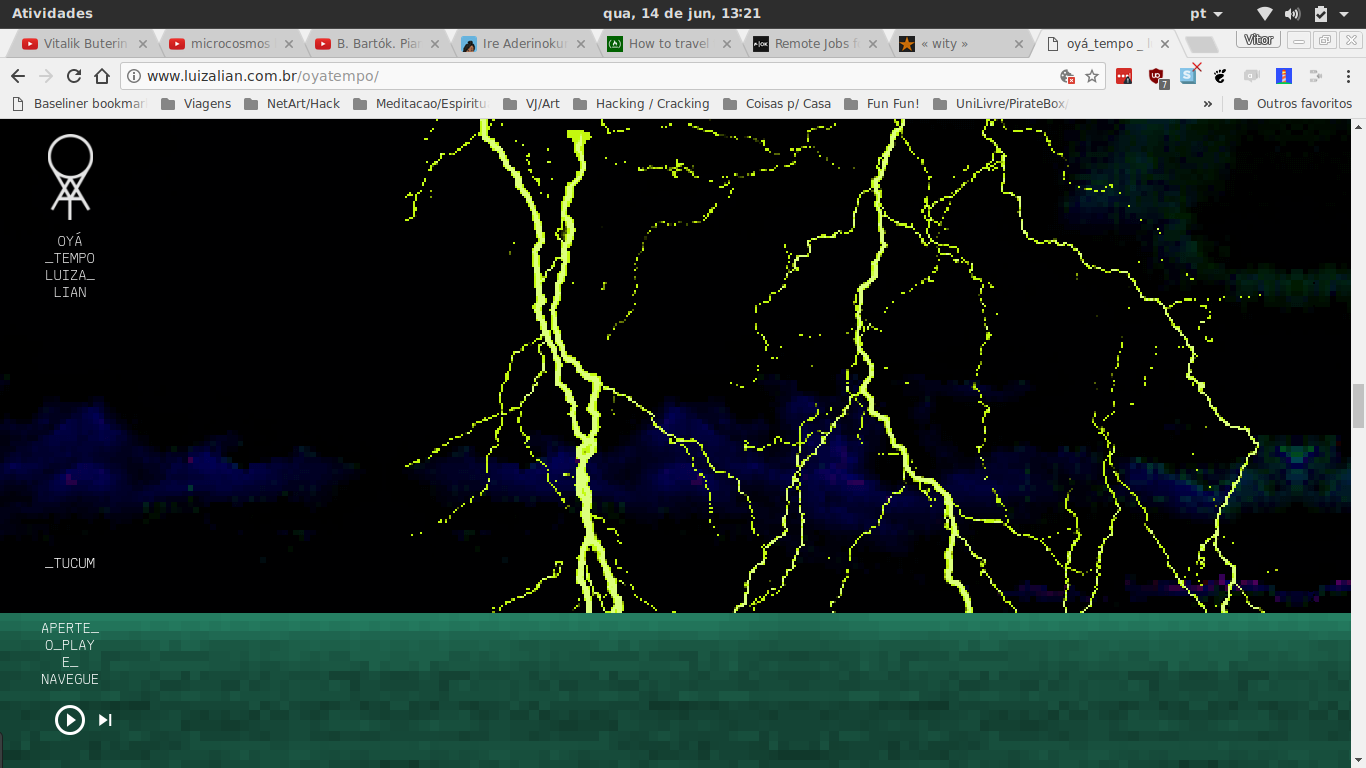 Atividades
qua, 14 de jun, 13:21
pt
Vitalik Buterin
microcosmos
B. Bartók. Pian
Ire Aderinokun
How to travel
Remote Jobs f
« wity »
oyá_tempo _ l
Vitor
www.luizalian.com.br/oyatempo/
7
Baseliner bookmar
Viagens
NetArt/Hack
Meditacao/Espiritu
VJ/Art
Hacking / Cracking
Coisas p/ Casa
Fun Fun!
UniLivre/PirateBox/
»
Outros favoritos
OYÁ
_TEMPO
LUIZA_
LIAN
_TUCUM
APERTE_
O_PLAY
E_
NAVEGUE